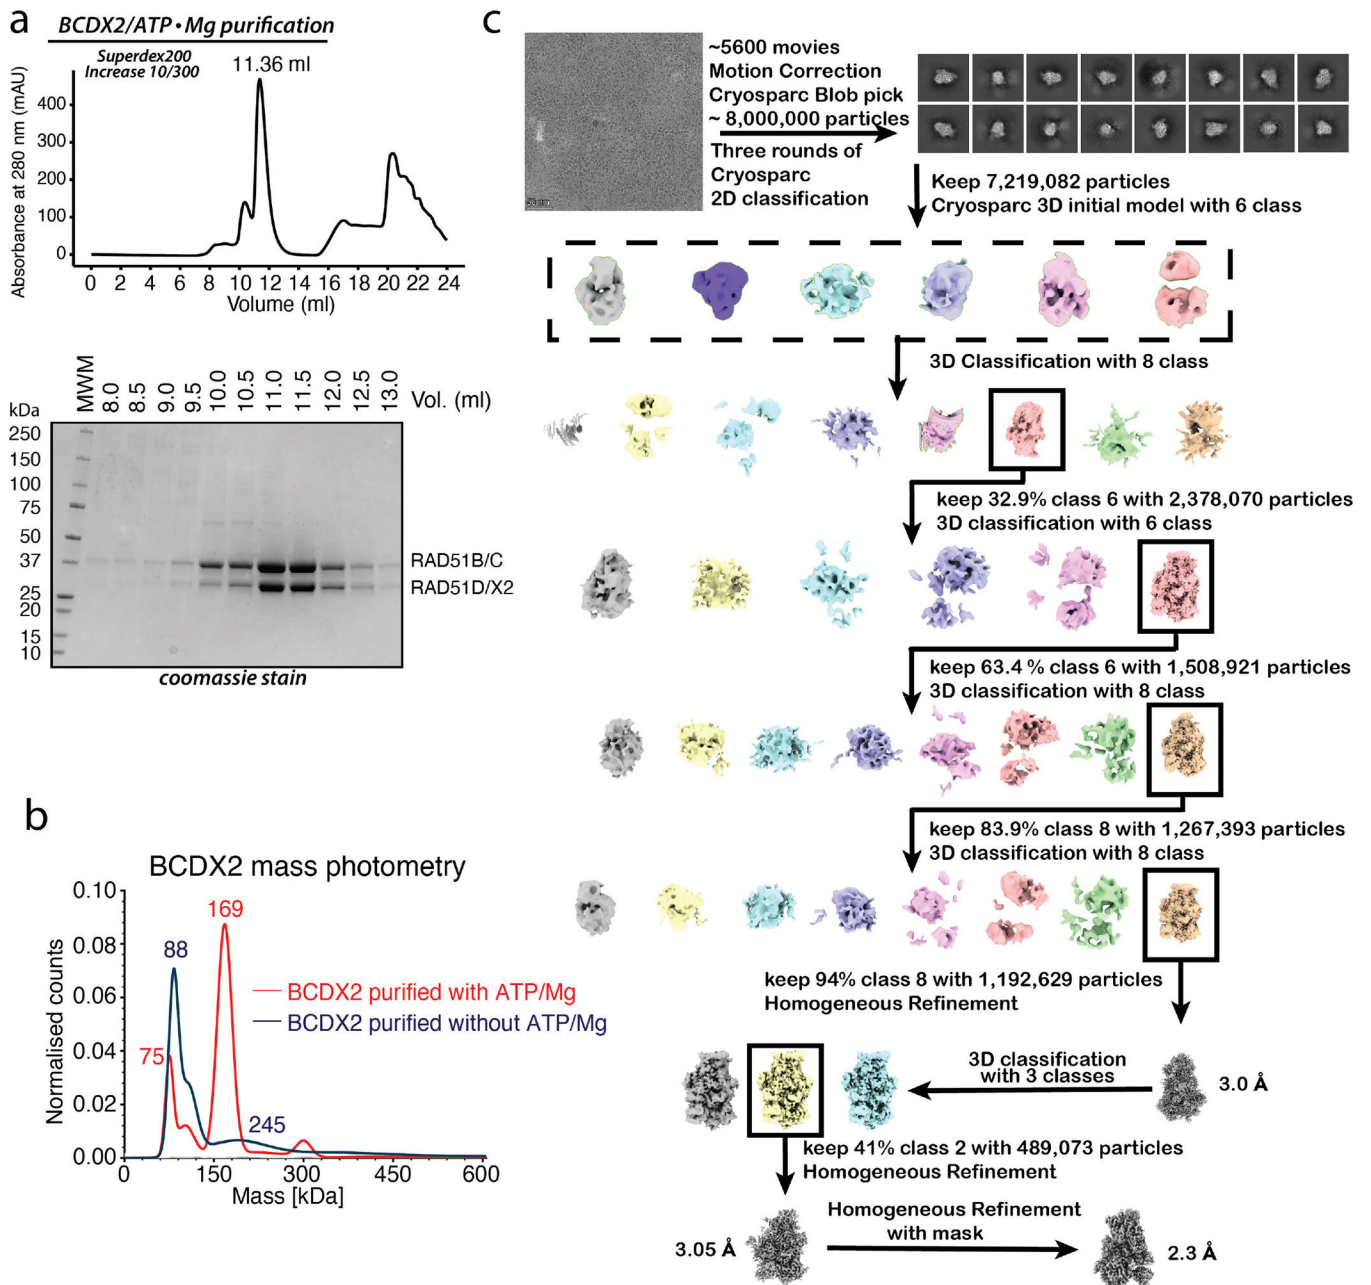 a
BCDX2/ATP•Mg purification
Superdex200
Increase 10/300
11.36 ml
Absorbance at 280 nm (mAU)
400
300
200
100
0
0 2 4 6 8 10 12 14 16 18 20 22 24
Volume (ml)
kDa
MWM 8.0 8.5 9.0 9.5 10.0 10.5 11.0 11.5 12.0 12.5 13.0 Vol. (ml)
250
150
100
75
50
37
25
20
15
10
RAD51B/C
RAD51D/X2
coomassie stain
b
BCDX2 mass photometry
Normalised counts
0.10
0.08
0.06
0.04
0.02
0.00
169
88
75
245
BCDX2 purified with ATP/Mg
BCDX2 purified without ATP/Mg
0 150 300 450 600
Mass [kDa]
c
~5600 movies
Motion Correction
Cryosparc Blob pick
~ 8,000,000 particles
Three rounds of
Cryosparc
2D classification
Keep 7,219,082 particles
Cryosparc 3D initial model with 6 class
3D Classification with 8 class
keep 32.9% class 6 with 2,378,070 particles
3D classification with 6 class
keep 63.4 % class 6 with 1,508,921 particles
3D classification with 8 class
keep 83.9% class 8 with 1,267,393 particles
3D classification with 8 class
keep 94% class 8 with 1,192,629 particles
Homogeneous Refinement
3D classification
with 3 classes
3.0 Å
keep 41% class 2 with 489,073 particles
Homogeneous Refinement
Homogeneous Refinement
with mask
3.05 Å
2.3 Å